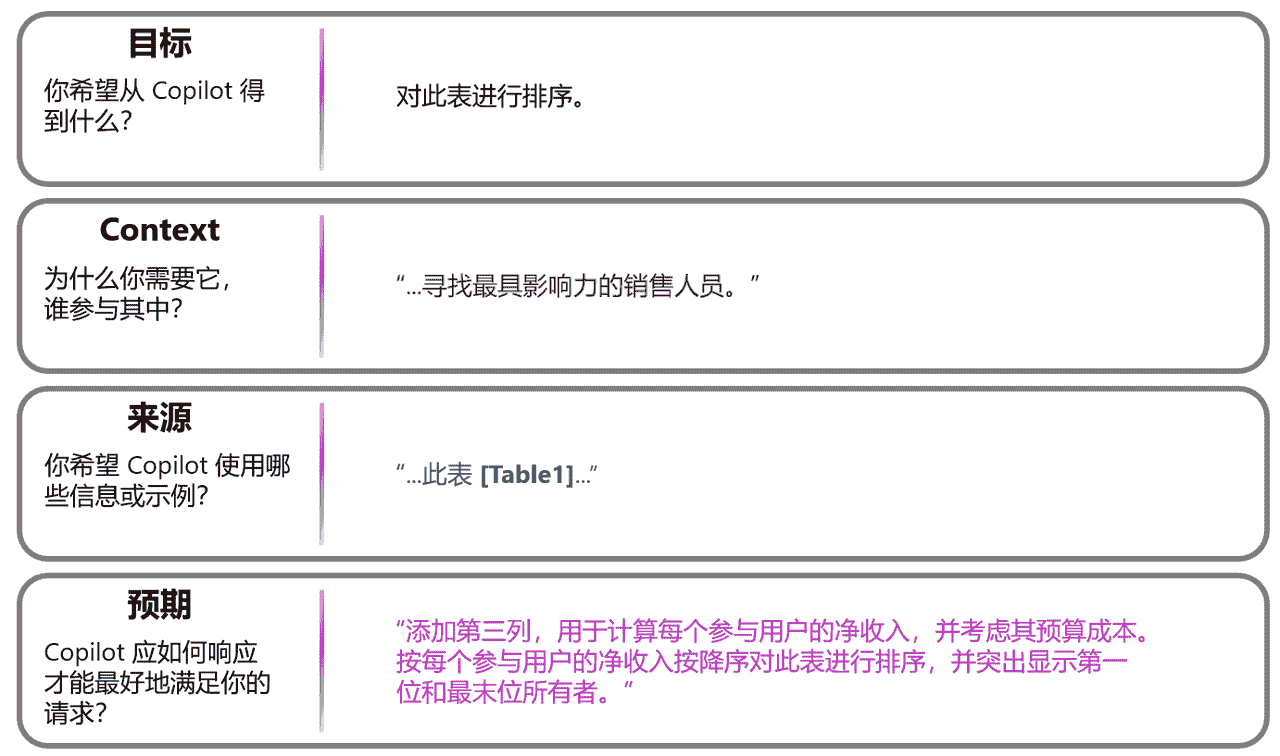 目标
你希望从 Copilot 得
到什么?
对此表进行排序。
Context
为什么你需要它，
谁参与其中?
“...寻找最具影响力的销售人员。”
来源
你希望 Copilot 使用哪
些信息或示例?
“...此表 [Table1]...”
预期
Copilot 应如何响应
才能最好地满足你的
请求?
“添加第三列，用于计算每个参与用户的净收入，并考虑其预算成本。
按每个参与用户的净收入按降序对此表进行排序，并突出显示第一
位和最末位所有者。”